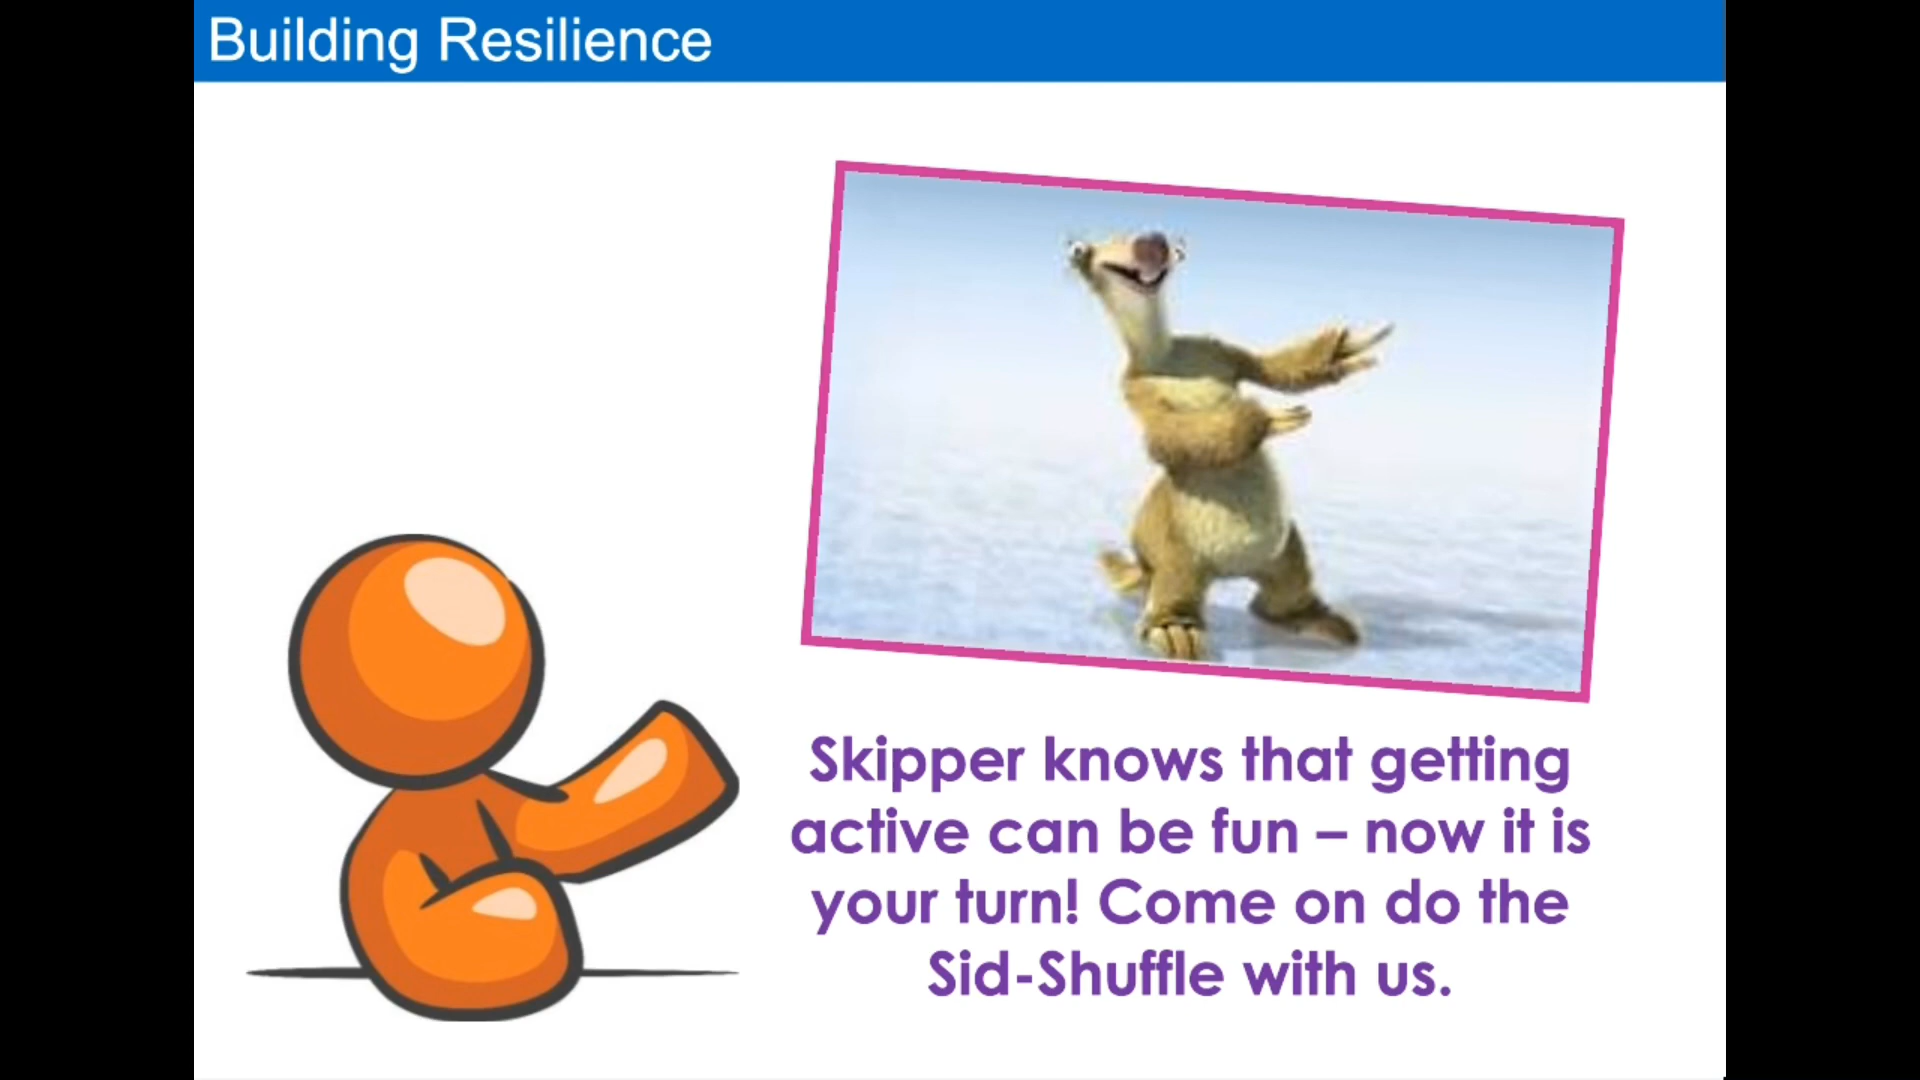 Building Resilience
Skipper knows that getting
active can be fun – now it is
your turn! Come on do the
Sid-Shuffle with us.